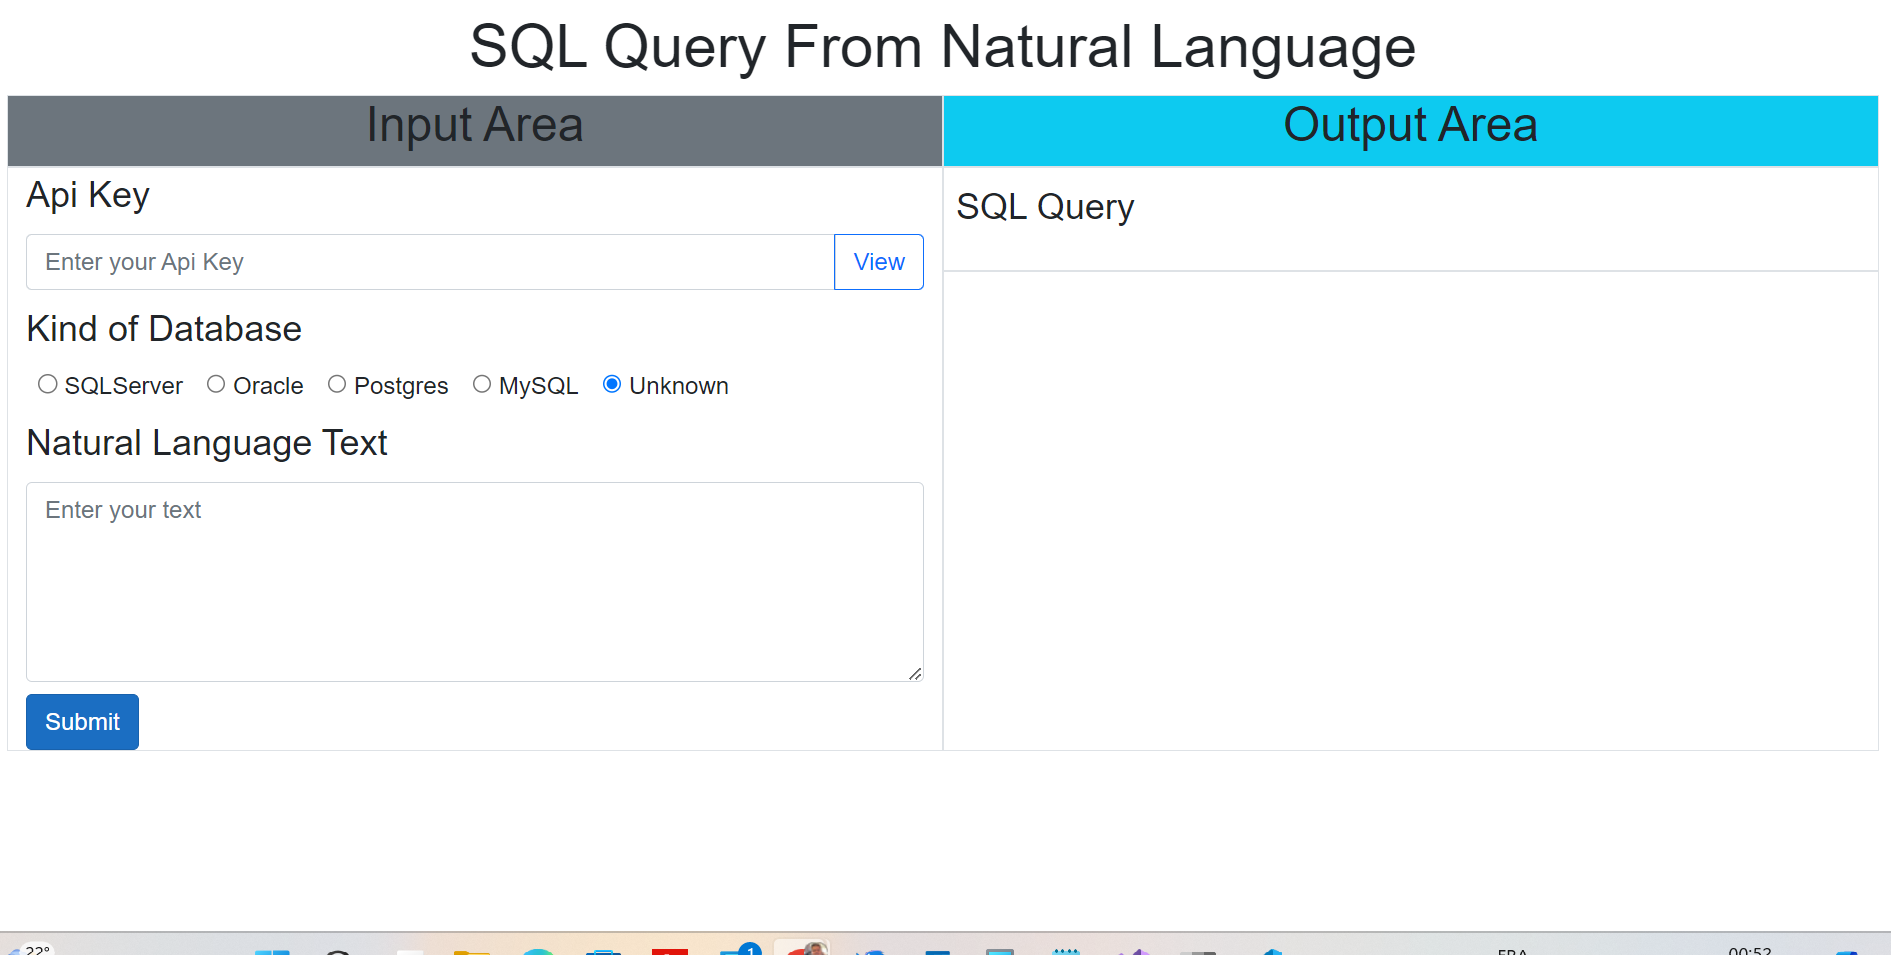 SQL Query From Natural Language
Input Area
Output Area
Api Key
Enter your Api Key
View
Kind of Database
SQLServer Oracle Postgres MySQL Unknown
Natural Language Text
Enter your text
Submit
SQL Query
22°
1
FRA
00:52